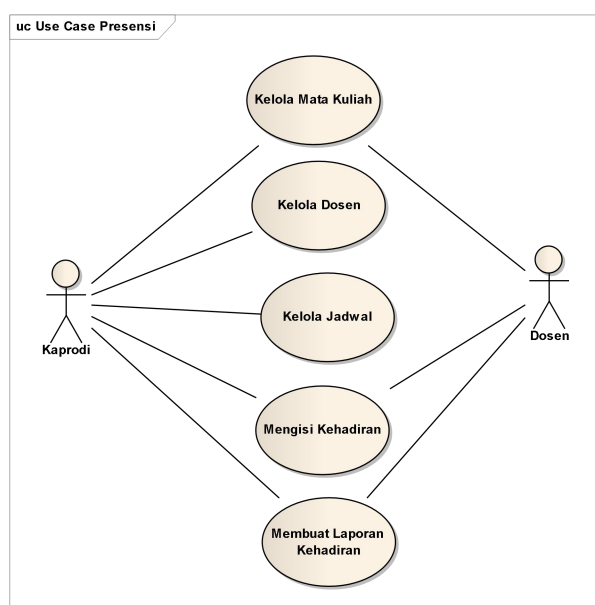 uc Use Case Presensi
Kelola Mata Kuliah
Kelola Dosen
Kelola Jadwal
Kaprodi
Dosen
Mengisi Kehadiran
Membuat Laporan
Kehadiran